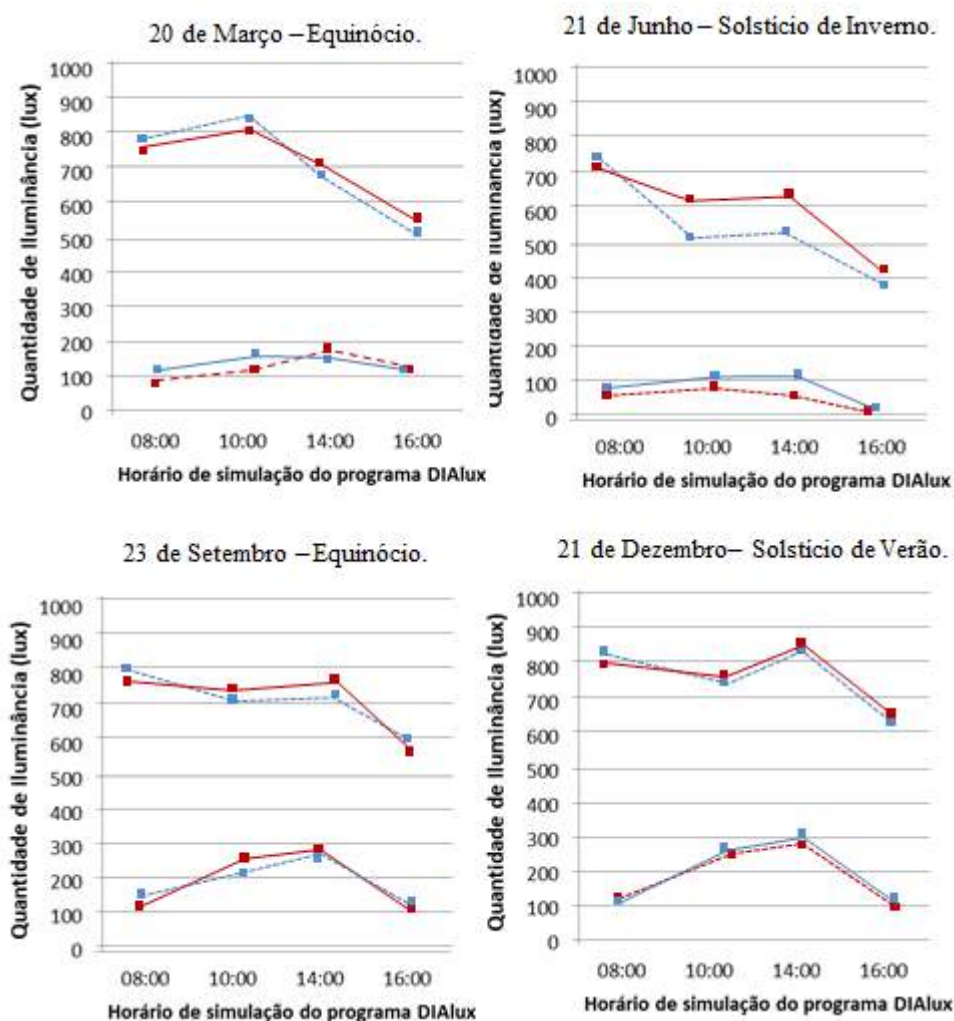 20 de Março – Equinócio.
Quantidade de Iluminância (lux)
1000
900
800
700
600
500
400
300
200
100
0
08:00 10:00 14:00 16:00
Horário de simulação do programa DIAlux
21 de Junho – Solstício de Inverno.
Quantidade de Iluminância (lux)
1000
900
800
700
600
500
400
300
200
100
0
08:00 10:00 14:00 16:00
Horário de simulação do programa DIAlux
23 de Setembro – Equinócio.
Quantidade de Iluminância (lux)
1000
900
800
700
600
500
400
300
200
100
0
08:00 10:00 14:00 16:00
Horário de simulação do programa DIAlux
21 de Dezembro– Solstício de Verão.
Quantidade de Iluminância (lux)
1000
900
800
700
600
500
400
300
200
100
0
08:00 10:00 14:00 16:00
Horário de simulação do programa DIAlux